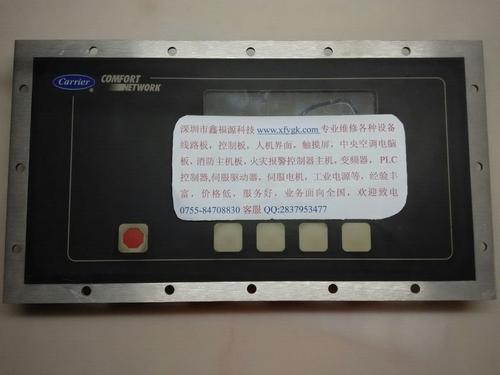 Carrier
COMFORT
NETWORK
深圳市鑫福源科技 www.xfygk.com 专业维修各种设备
线路板，控制板，人机界面，触摸屏，中央空调电脑
板，消防主机板，火灾报警控制器主机，变频器， PLC
控制器,伺服驱动器，伺服电机，工业电源等，经验丰
富，价格低，服务好，业务面向全国，欢迎致电
0755-84708830 客服 QQ:2837953477